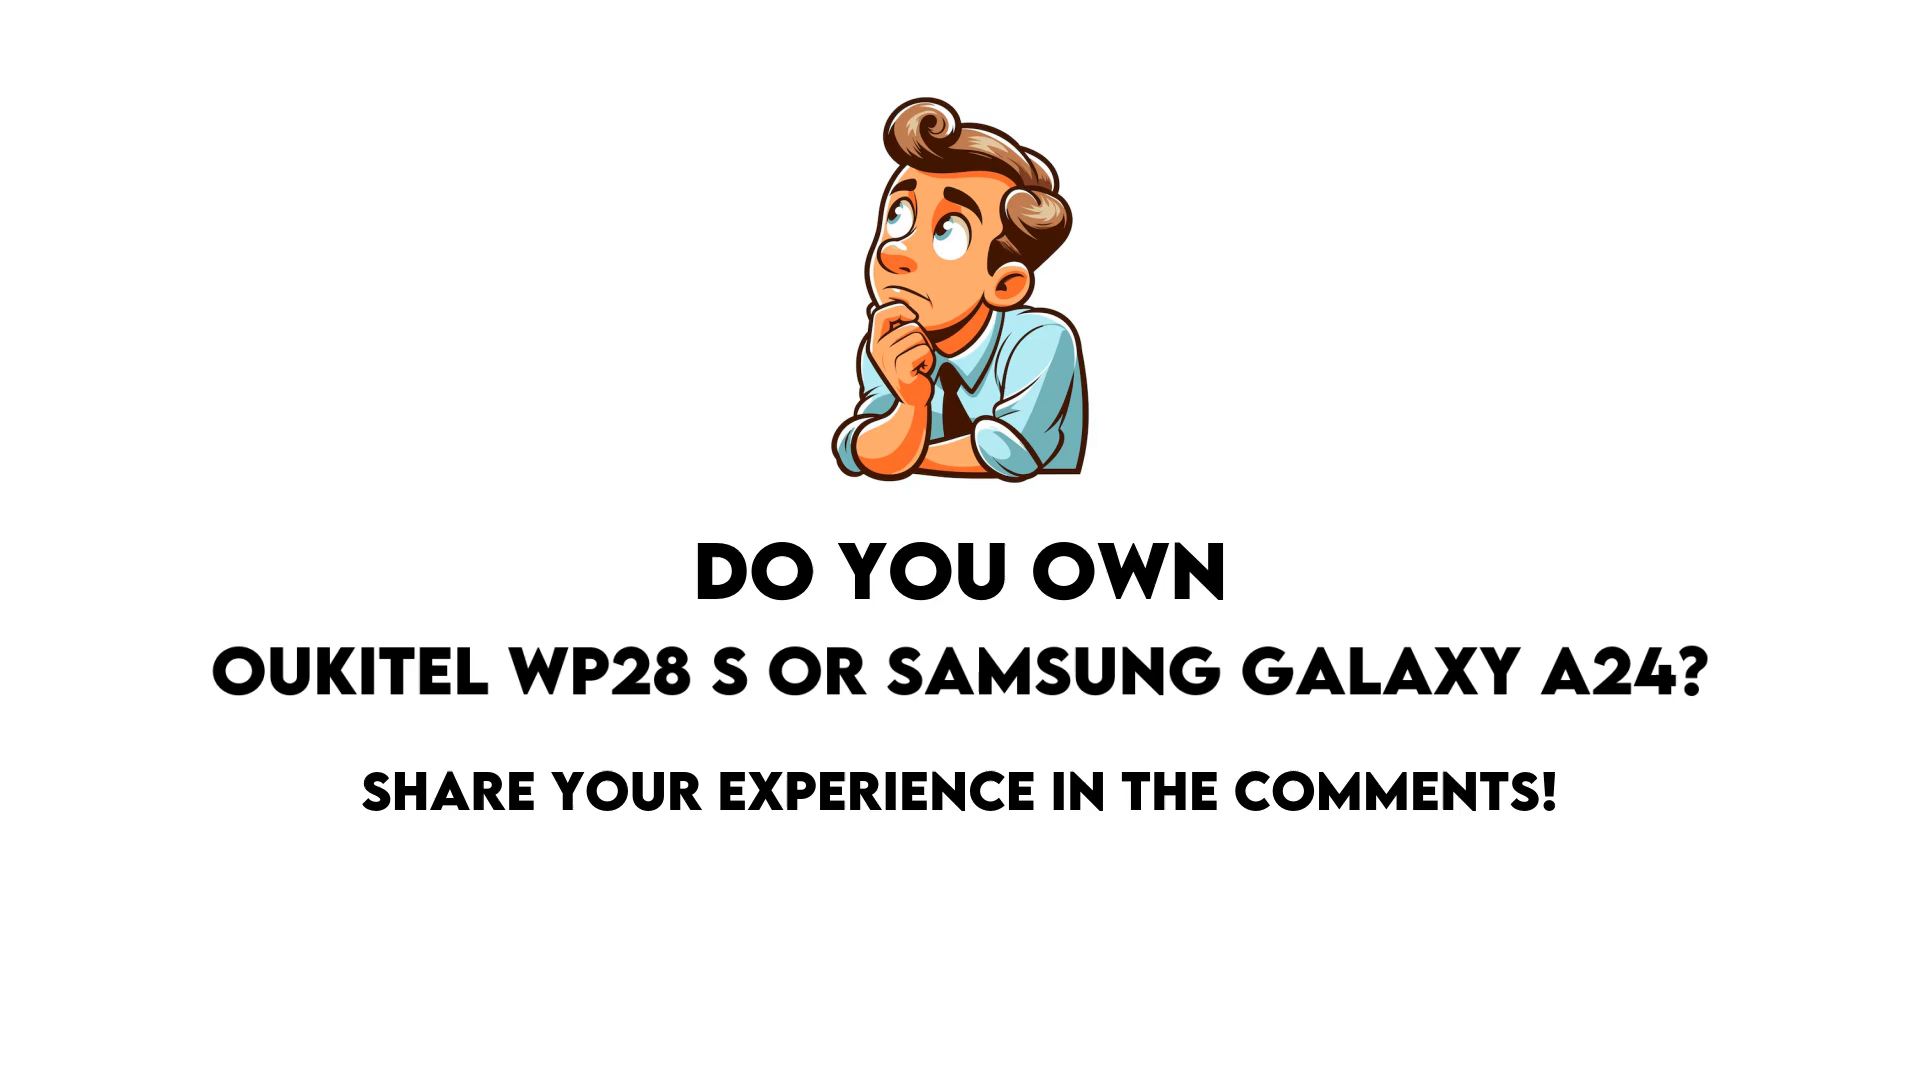 DO YOU OWN
OUKITEL WP28 S OR SAMSUNG GALAXY A24?
SHARE YOUR EXPERIENCE IN THE COMMENTS!